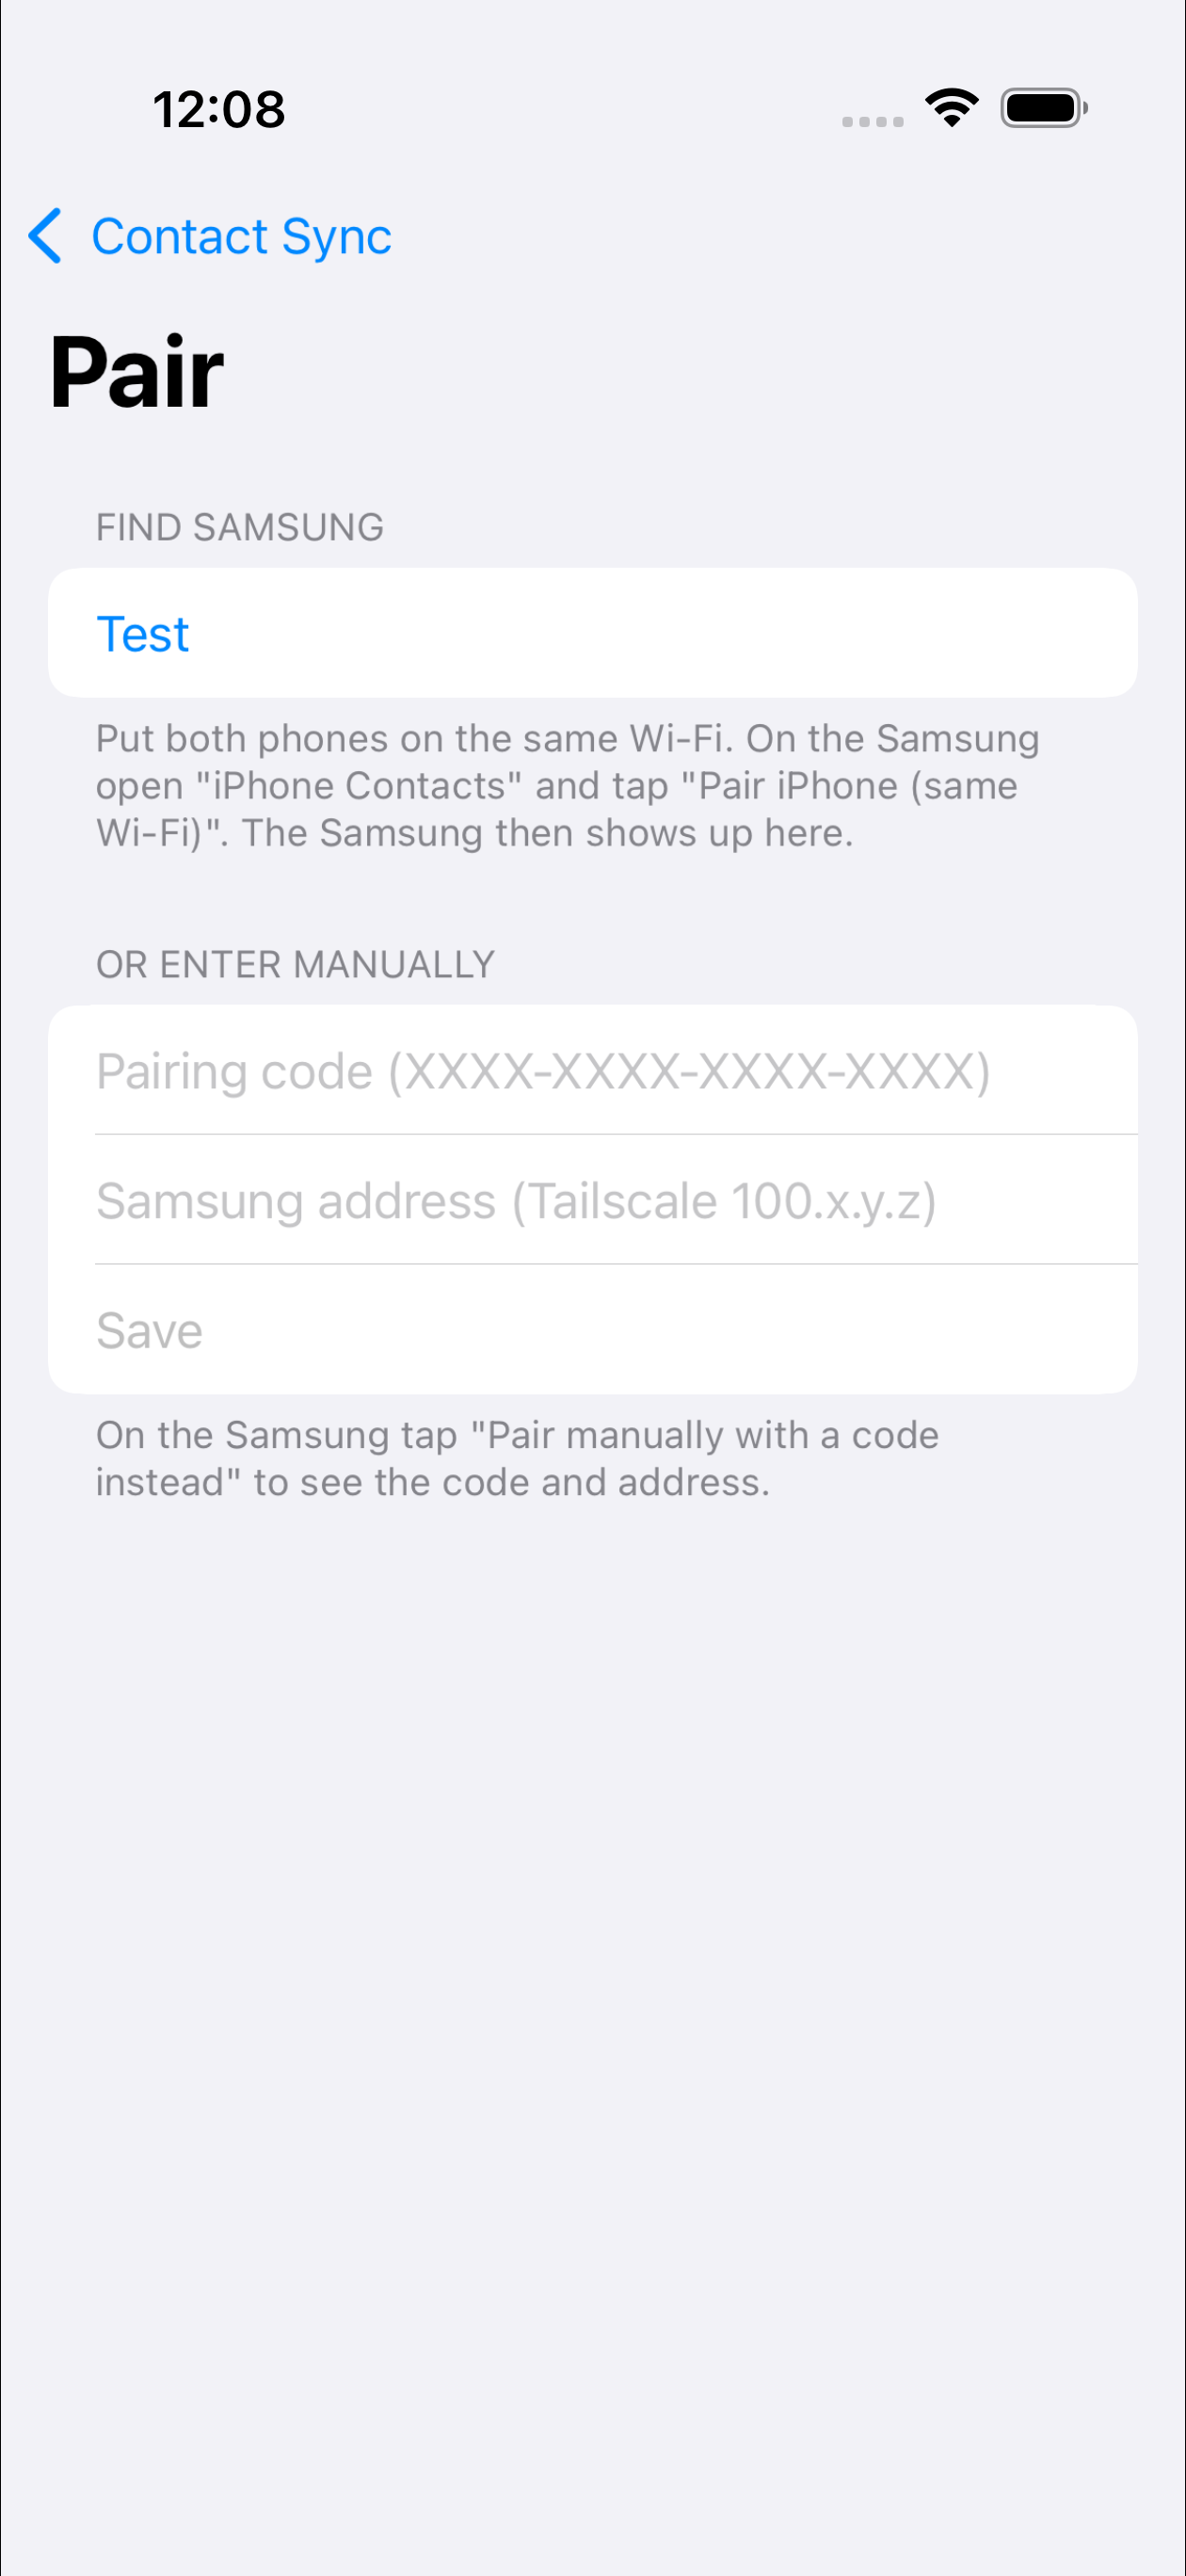 12:08
Contact Sync
Pair
FIND SAMSUNG
Test
Put both phones on the same Wi-Fi. On the Samsung
open "iPhone Contacts" and tap "Pair iPhone (same
Wi-Fi)". The Samsung then shows up here.
OR ENTER MANUALLY
Pairing code (XXXX-XXXX-XXXX-XXXX)
Samsung address (Tailscale 100.x.y.z)
Save
On the Samsung tap "Pair manually with a code
instead" to see the code and address.